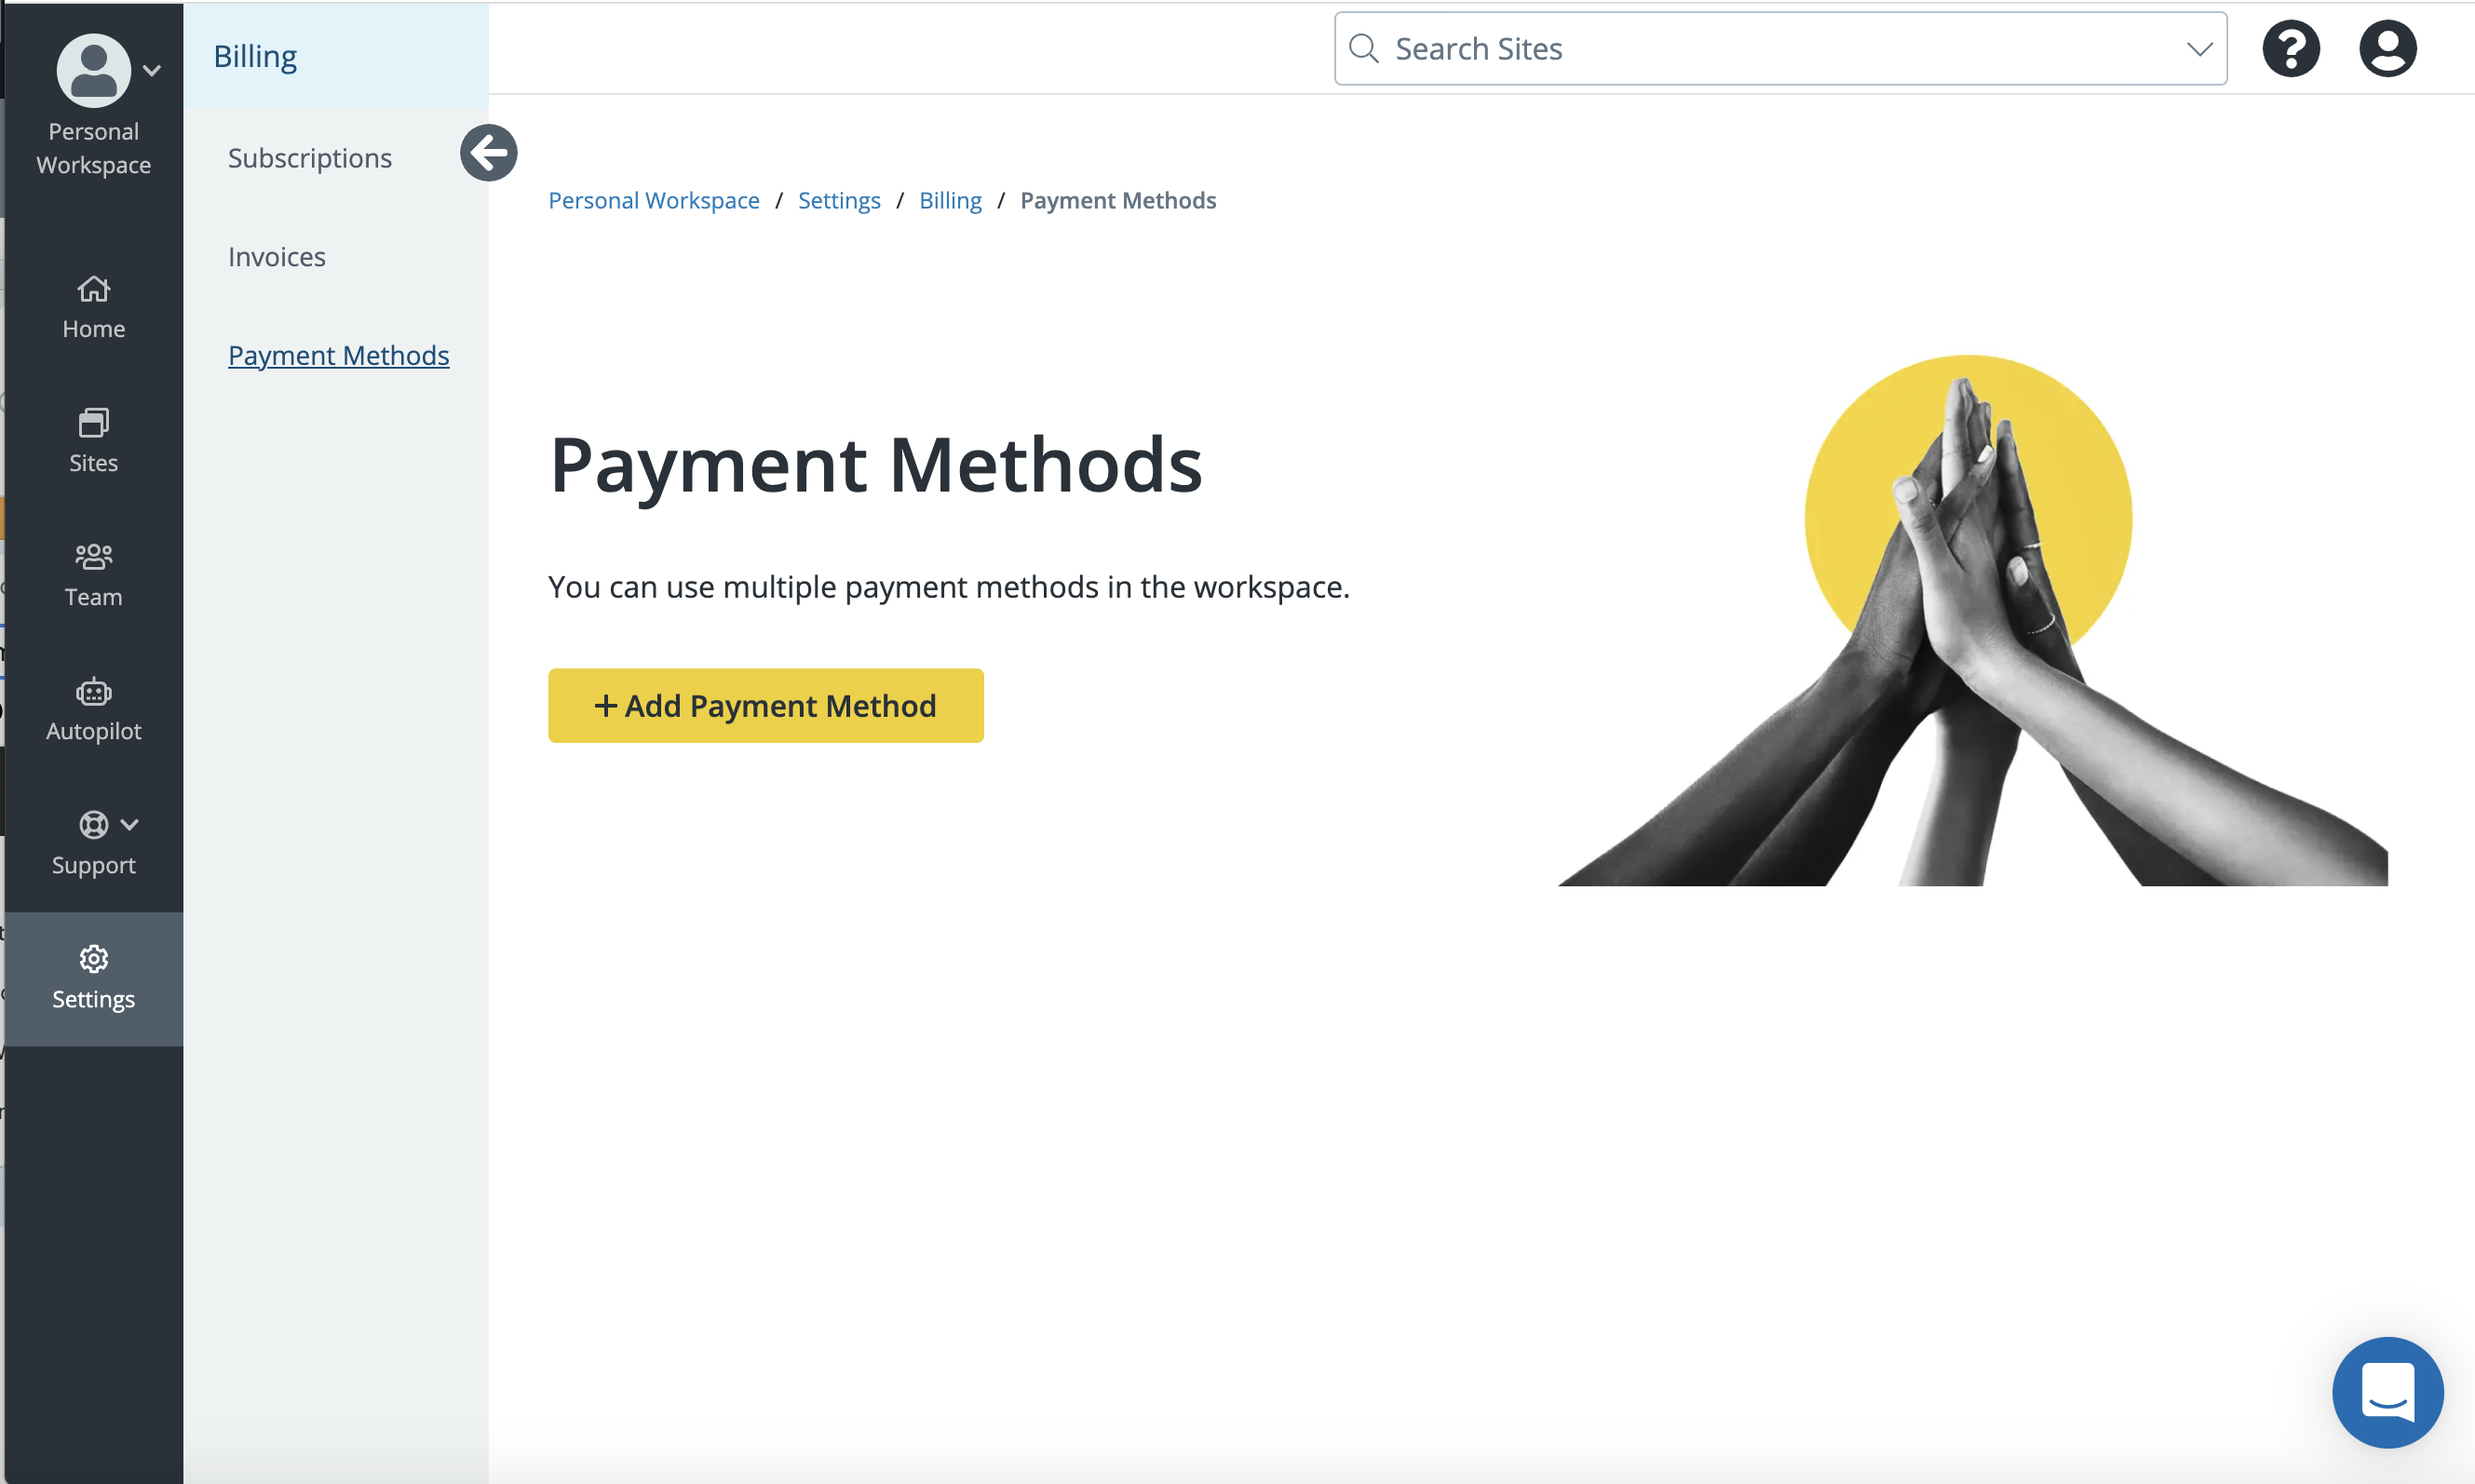 Personal
Workspace
Home
Sites
Team
Autopilot
Support
Settings
Billing
Subscriptions
Invoices
Payment Methods
Search Sites
Personal Workspace / Settings / Billing / Payment Methods
Payment Methods
You can use multiple payment methods in the workspace.
+ Add Payment Method